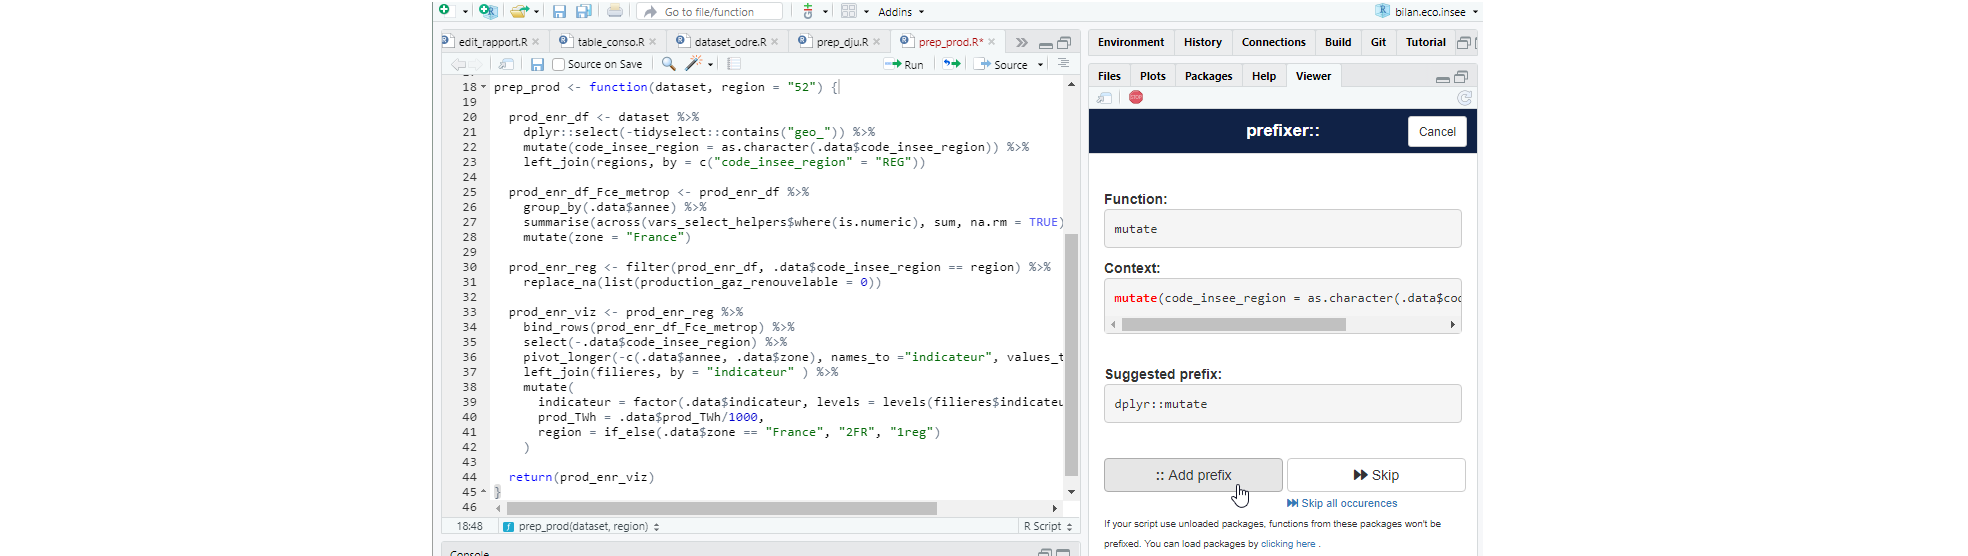 Go to file/function
Addins
bilan.eco.insee
edit_rapport.R
table_conso.R
dataset_odre.R
prep_dju.R
prep_prod.R*
Source on Save
Run
Source
18 prep_prod <- function(dataset, region = "52") {
19
20 prod_enr_df <- dataset %>%
21 dplyr::select(-tidyselect::contains("geo_")) %>%
22 mutate(code_insee_region = as.character(.data$code_insee_region)) %>%
23 left_join(regions, by = c("code_insee_region" = "REG"))
24
25 prod_enr_df_Fce_metrop <- prod_enr_df %>%
26 group_by(.data$annee) %>%
27 summarise(across(vars_select_helpers$where(is.numeric), sum, na.rm = TRUE)
28 mutate(zone = "France")
29
30 prod_enr_reg <- filter(prod_enr_df, .data$code_insee_region == region) %>%
31 replace_na(list(production_gaz_renouvelable = 0))
32
33 prod_enr_viz <- prod_enr_reg %>%
34 bind_rows(prod_enr_df_Fce_metrop) %>%
35 select(-.data$code_insee_region) %>%
36 pivot_longer(-c(.data$annee, .data$zone), names_to ="indicateur", values_t
37 left_join(filieres, by = "indicateur" ) %>%
38 mutate(
39 indicateur = factor(.data$indicateur, levels = levels(filieres$indicateu
40 prod_TWh = .data$prod_TWh/1000,
41 region = if_else(.data$zone == "France", "2FR", "1reg")
42 )
43
44 return(prod_enr_viz)
45 }
46
18:48 prep_prod(dataset, region) R Script
Console
Environment History Connections Build Git Tutorial
Files Plots Packages Help Viewer
STOP
prefixer::
Cancel
Function:
mutate
Context:
mutate(code_insee_region = as.character(.data$coc
Suggested prefix:
dplyr::mutate
:: Add prefix
Skip
Skip all occurences
If your script use unloaded packages, functions from these packages won't be
prefixed. You can load packages by clicking here .